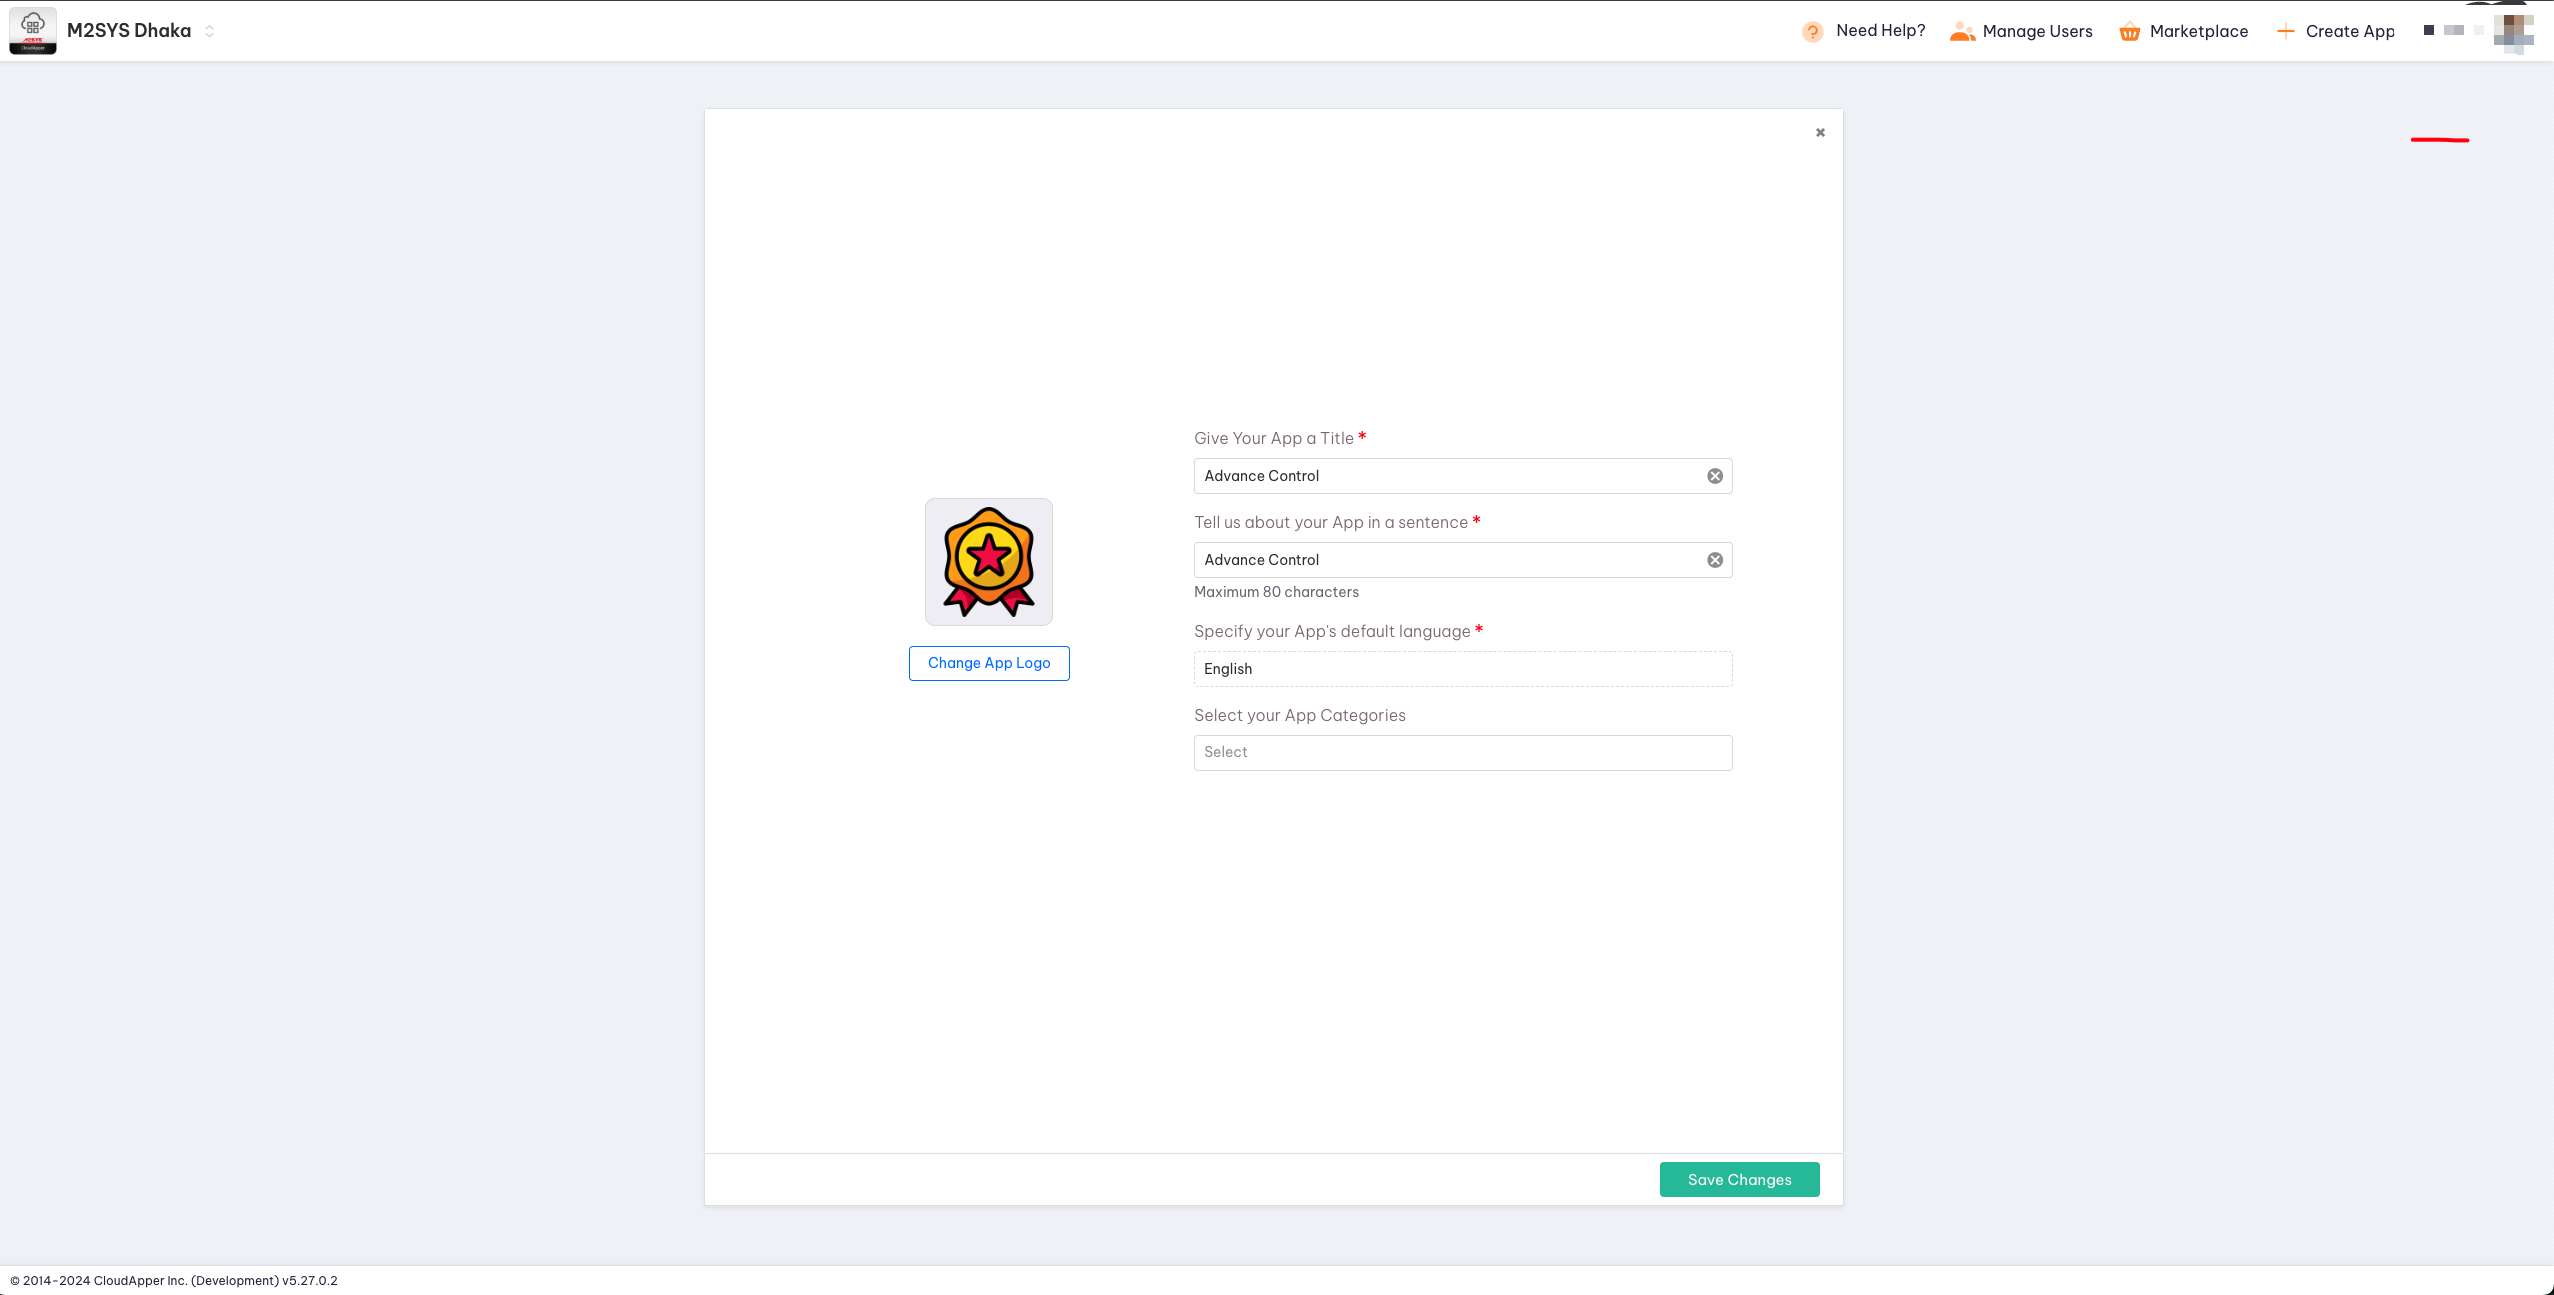 M2SYS
CloudApper
M2SYS Dhaka
Need Help?
Manage Users
Marketplace
Create App
Give Your App a Title *
Advance Control
Tell us about your App in a sentence *
Advance Control
Maximum 80 characters
Change App Logo
Specify your App's default language *
English
Select your App Categories
Select
Save Changes
© 2014-2024 CloudApper Inc. (Development) v5.27.0.2